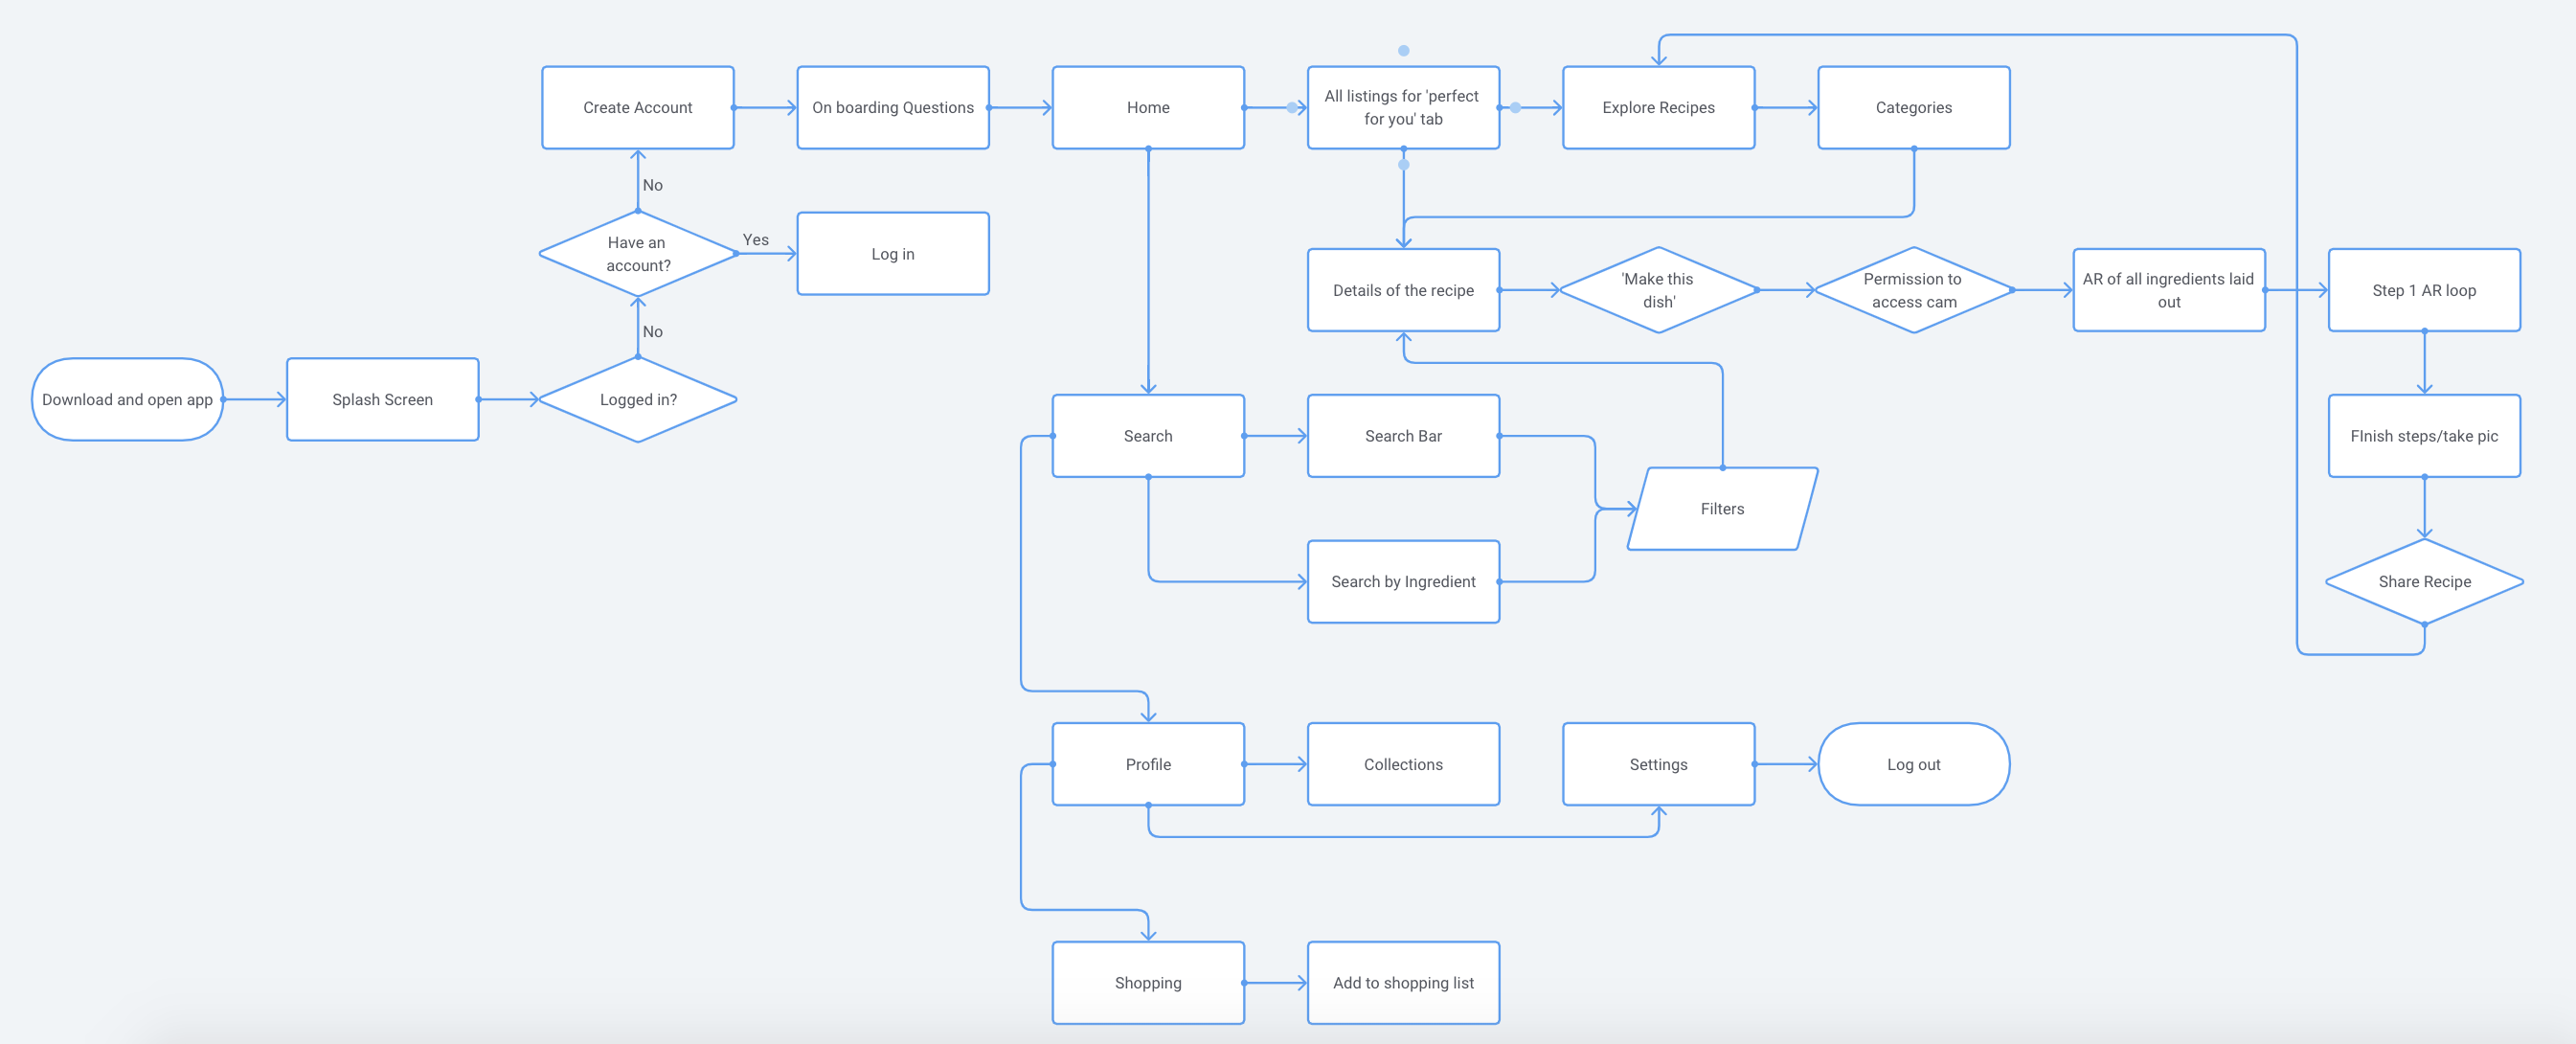 Create Account
On boarding Questions
Home
All listings for 'perfect
for you' tab
Explore Recipes
Categories
No
Have an
account?
Yes
Log in
Details of the recipe
'Make this
dish'
Permission to
access cam
AR of all ingredients laid
out
Step 1 AR loop
No
Download and open app
Splash Screen
Logged in?
Search
Search Bar
FInish steps/take pic
Filters
Search by Ingredient
Share Recipe
Profile
Collections
Settings
Log out
Shopping
Add to shopping list